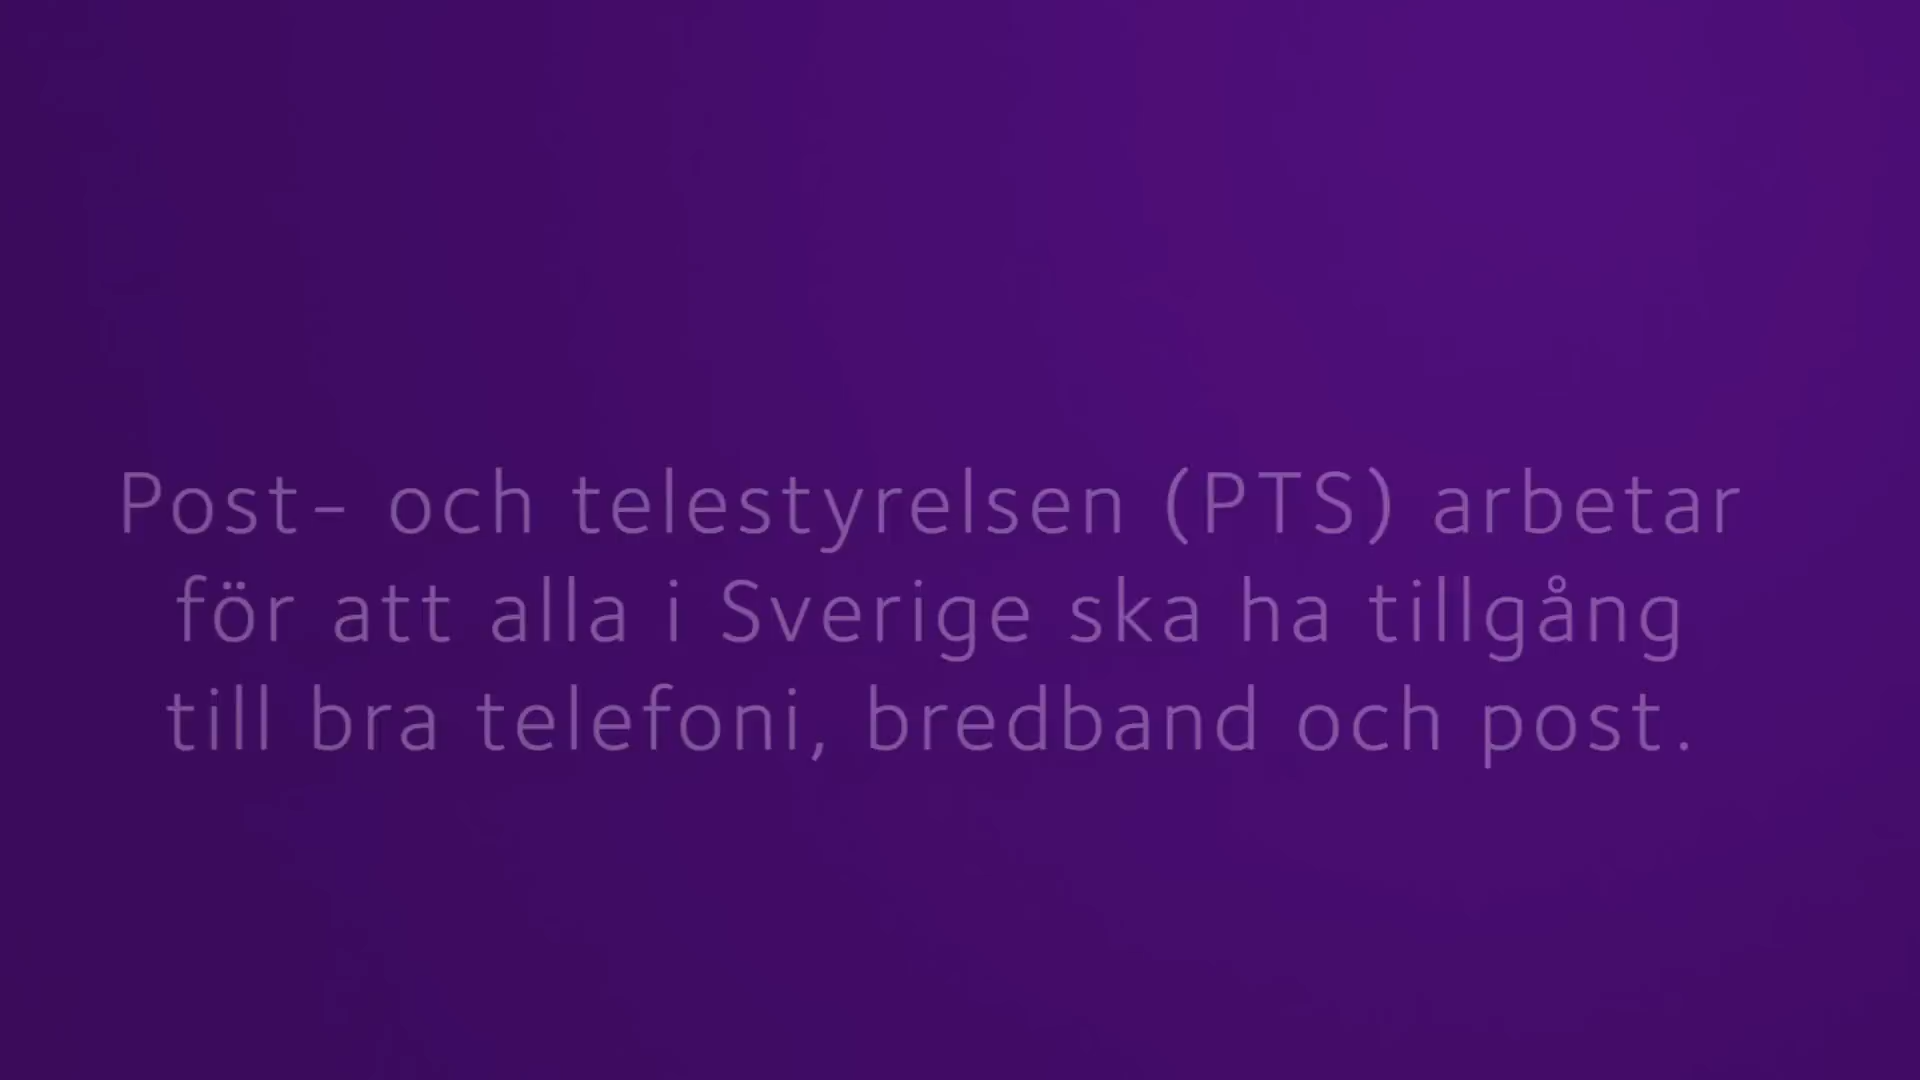 Post- och telestyrelsen (PTS) arbetar
för att alla i Sverige ska ha tillgång
till bra telefoni, bredband och post.